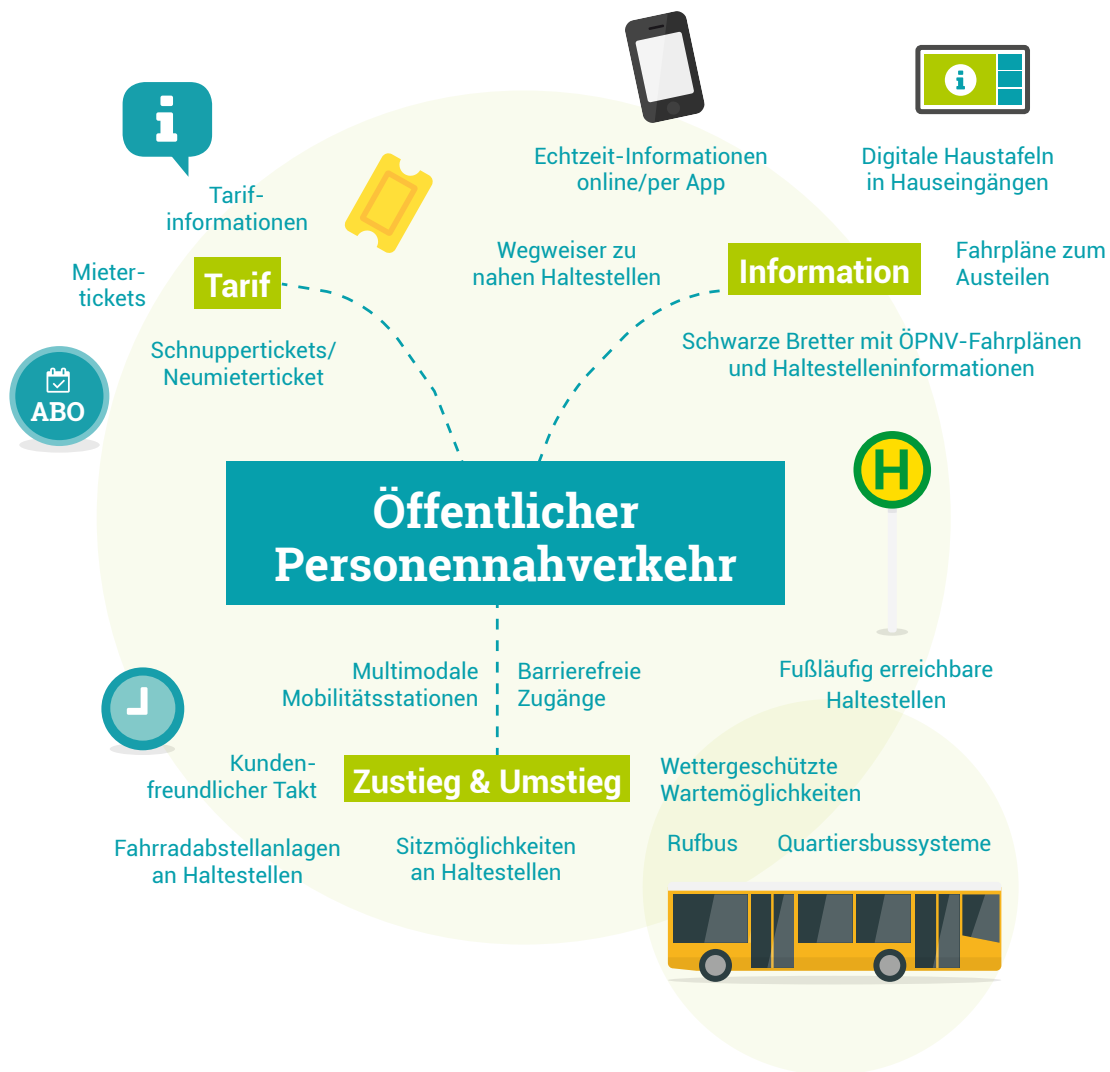 Echtzeit-Informationen
online/per App
Digitale Haustafeln
in Hauseingängen
Tarif-
informationen
Wegweiser zu
nahen Haltestellen
Information
Fahrpläne zum
Austeilen
Mieter-
tickets
Tarif
Schnuppertickets/
Neumieterticket
Schwarze Bretter mit ÖPNV-Fahrplänen
und Haltestelleninformationen
ABO
H
Öffentlicher
Personennahverkehr
Multimodale
Mobilitätsstationen
Barrierefreie
Zugänge
Fußläufig erreichbare
Haltestellen
Kunden-
freundlicher Takt
Zustieg & Umstieg
Wettergeschützte
Wartemöglichkeiten
Fahrradabstellanlagen
an Haltestellen
Sitzmöglichkeiten
an Haltestellen
Rufbus
Quartiersbussysteme